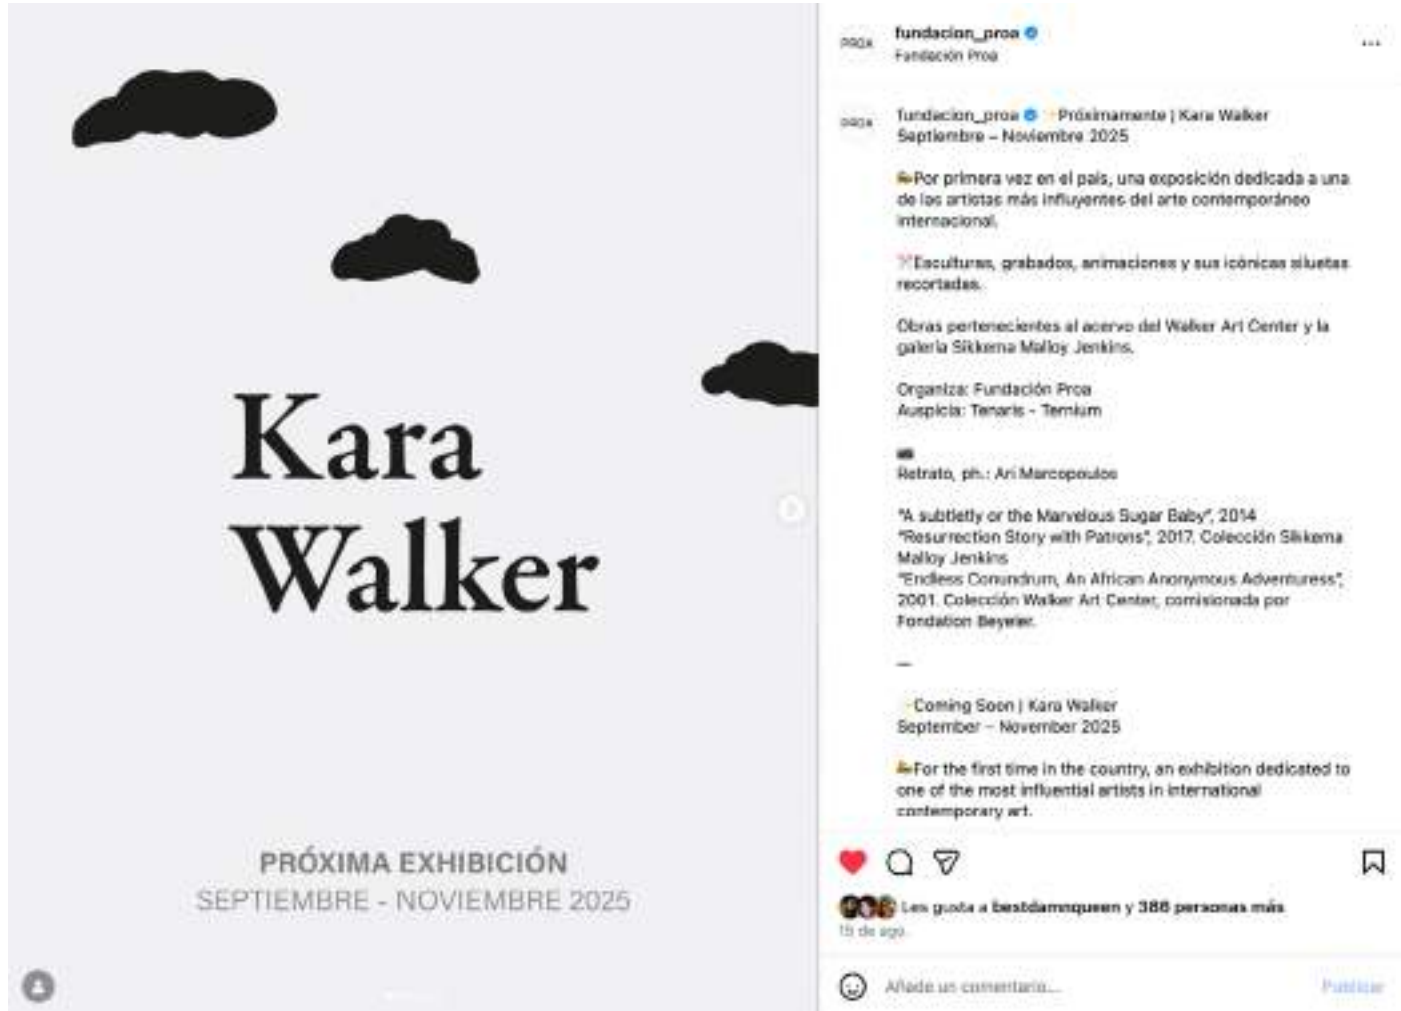 Kara
Walker
PRÓXIMA EXHIBICIÓN
SEPTIEMBRE - NOVIEMBRE 2025
PROA
fundacion_proa
Fundación Proa
PROA
fundacion_proa ✨Próximamente | Kara Walker
Septiembre – Noviembre 2025
Por primera vez en el país, una exposición dedicada a una
de las artistas más influyentes del arte contemporáneo
internacional.
Esculturas, grabados, animaciones y sus icónicas siluetas
recortadas.
Obras pertenecientes al acervo del Walker Art Center y la
galería Sikkema Malloy Jenkins.
Organiza: Fundación Proa
Auspicia: Tenaris - Ternium
📷
Retrato, ph.: Ari Marcopoulos
"A subtletly or the Marvelous Sugar Baby", 2014
"Resurrection Story with Patrons", 2017. Colección Sikkema
Malloy Jenkins
"Endless Conundrum, An African Anonymous Adventuress",
2001. Colección Walker Art Center, comisionada por
Fondation Beyeler.
—
✨Coming Soon | Kara Walker
September – November 2025
For the first time in the country, an exhibition dedicated to
one of the most influential artists in international
contemporary art.
Les gusta a bestdamnqueen y 386 personas más
15 de ago.
Añade un comentario...
Publicar